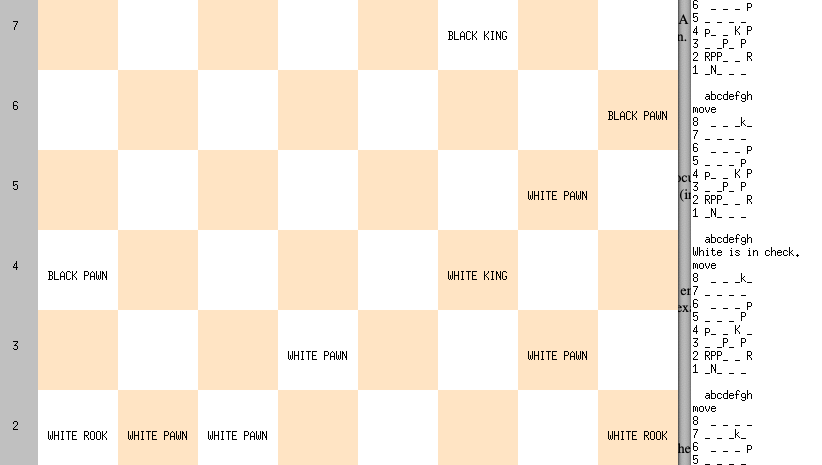 7
BLACK KING
6
BLACK PAWN
5
WHITE PAWN
4
BLACK PAWN
WHITE KING
3
WHITE PAWN
WHITE PAWN
2
WHITE ROOK
WHITE PAWN
WHITE PAWN
WHITE ROOK
6 _ _ _ P
5 _ _ _ _
4 p_ _ K P
3 _ _P_ P
2 RPP_ _ R
1 _N_ _ _
abcdefgh
move
8 _ _ _k_
7 _ _ _ _
6 _ _ _ P
5 _ _ _ P
4 p_ _ K P
3 _ _P_ P
2 RPP_ _ R
1 _N_ _ _
abcdefgh
White is in check.
move
8 _ _ _k_
7 _ _ _ _
6 _ _ _ p
5 _ _ _ P
4 p_ _ K _
3 _ _P_ P
2 RPP_ _ R
1 _N_ _ _
abcdefgh
move
8 _ _ _ _
7 _ _ _k_
6 _ _ _ p
5 _ _ _ P